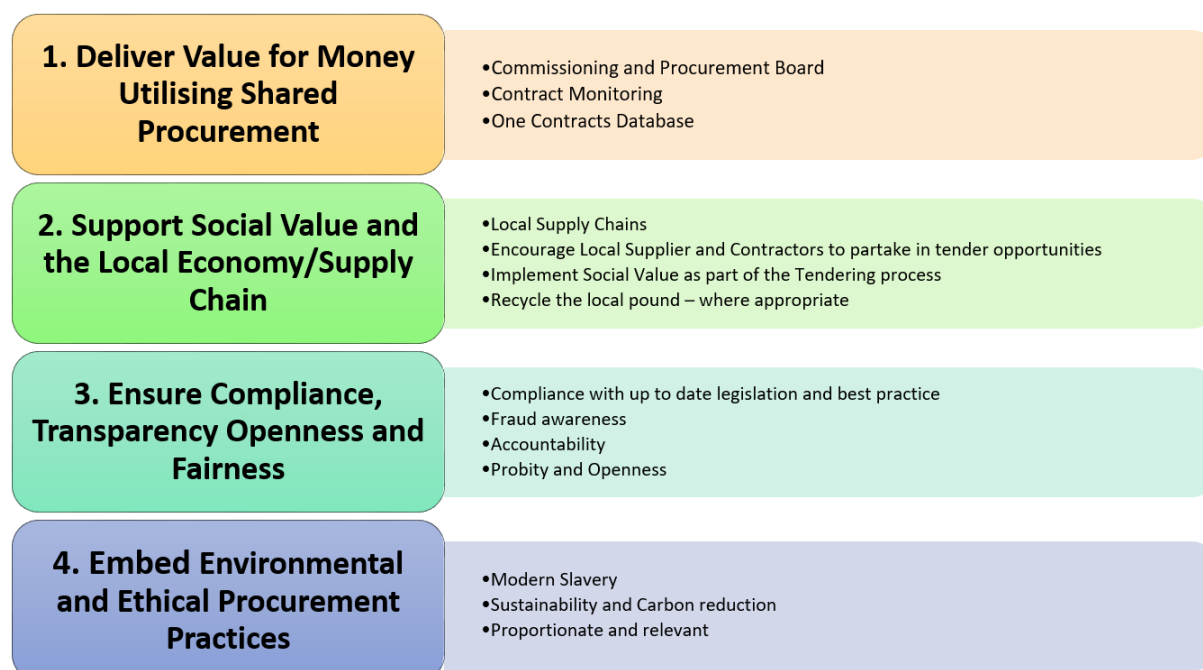 1. Deliver Value for Money
Utilising Shared
Procurement
•Commissioning and Procurement Board
•Contract Monitoring
•One Contracts Database
2. Support Social Value and
the Local Economy/Supply
Chain
•Local Supply Chains
•Encourage Local Supplier and Contractors to partake in tender opportunities
•Implement Social Value as part of the Tendering process
•Recycle the local pound – where appropriate
3. Ensure Compliance,
Transparency Openness and
Fairness
•Compliance with up to date legislation and best practice
•Fraud awareness
•Accountability
•Probity and Openness
4. Embed Environmental
and Ethical Procurement
Practices
•Modern Slavery
•Sustainability and Carbon reduction
•Proportionate and relevant